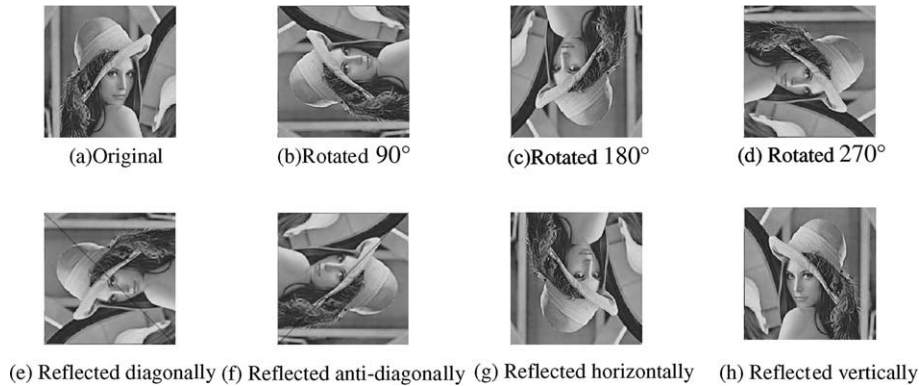 (a)Original
(b)Rotated 90°
(c)Rotated 180°
(d) Rotated 270°
(e) Reflected diagonally
(f) Reflected anti-diagonally
(g) Reflected horizontally
(h) Reflected vertically